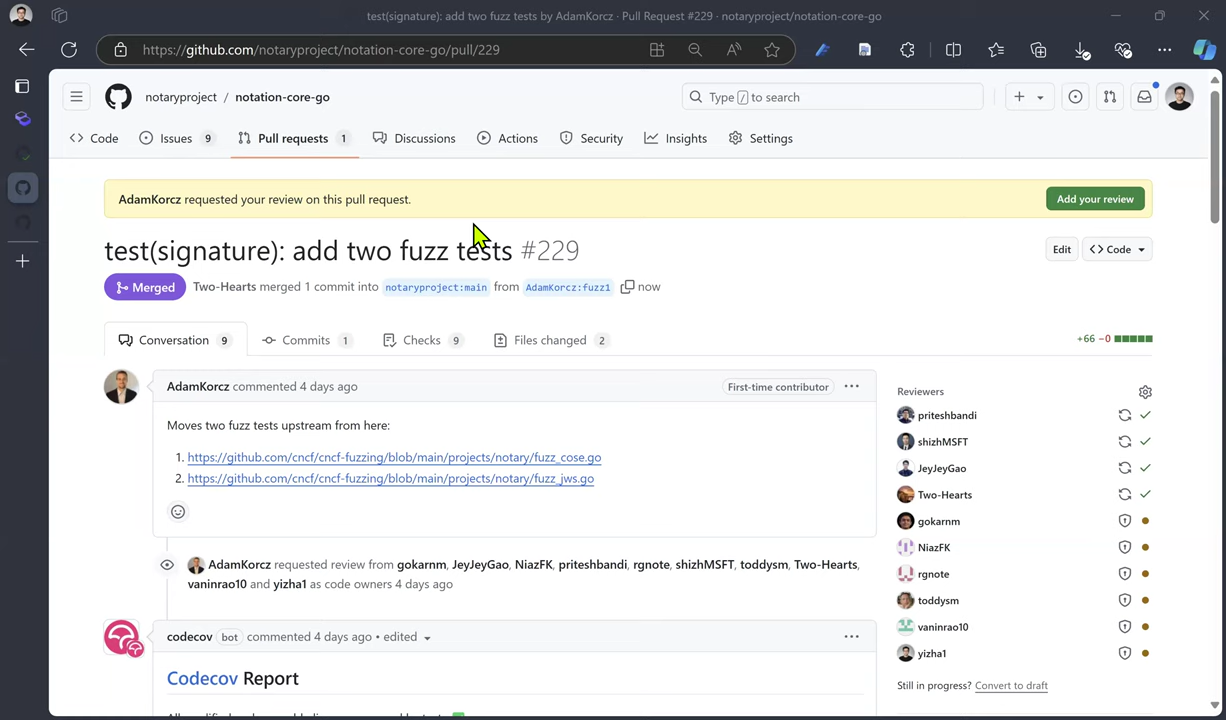 test(signature): add two fuzz tests by AdamKorcz · Pull Request #229 · notaryproject/notation-core-go
https://github.com/notaryproject/notation-core-go/pull/229
notaryproject / notation-core-go
Type / to search
Code
Issues 9
Pull requests 1
Discussions
Actions
Security
Insights
Settings
AdamKorcz requested your review on this pull request.
Add your review
test(signature): add two fuzz tests #229
Edit
<> Code
Merged
Two-Hearts merged 1 commit into notaryproject:main from AdamKorcz:fuzz1 now
Conversation 9
Commits 1
Checks 9
Files changed 2
+66 −0
AdamKorcz commented 4 days ago
First-time contributor
Moves two fuzz tests upstream from here:
1. https://github.com/cncf/cncf-fuzzing/blob/main/projects/notary/fuzz_cose.go
2. https://github.com/cncf/cncf-fuzzing/blob/main/projects/notary/fuzz_jws.go
AdamKorcz requested review from gokarnm, JeyJeyGao, NiazFK, priteshbandi, rgnote, shizhMSFT, toddysm, Two-Hearts,
vaninrao10 and yizha1 as code owners 4 days ago
codecov bot commented 4 days ago • edited
Codecov Report
Reviewers
priteshbandi
shizhMSFT
JeyJeyGao
Two-Hearts
gokarnm
NiazFK
rgnote
toddysm
vaninrao10
yizha1
Still in progress? Convert to draft